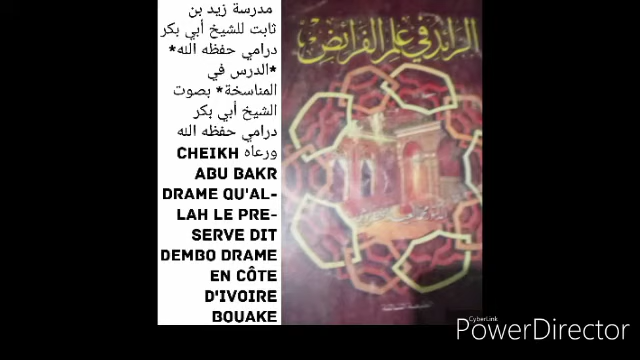 مدرسة زيد بن
ثابت للشيخ أبي بكر
درامي حفظه الله*
*الدرس في
المناسخة* بصوت
الشيخ أبي بكر
درامي حفظه الله
ورعاه CHEIKH
ABU BAKR
DRAME QU'AL-
LAH LE PRE-
SERVE DIT
DEMBO DRAME
EN CÔTE
D'IVOIRE
BOUAKE
الرائد في علم الفرائض
CyberLink
PowerDirector